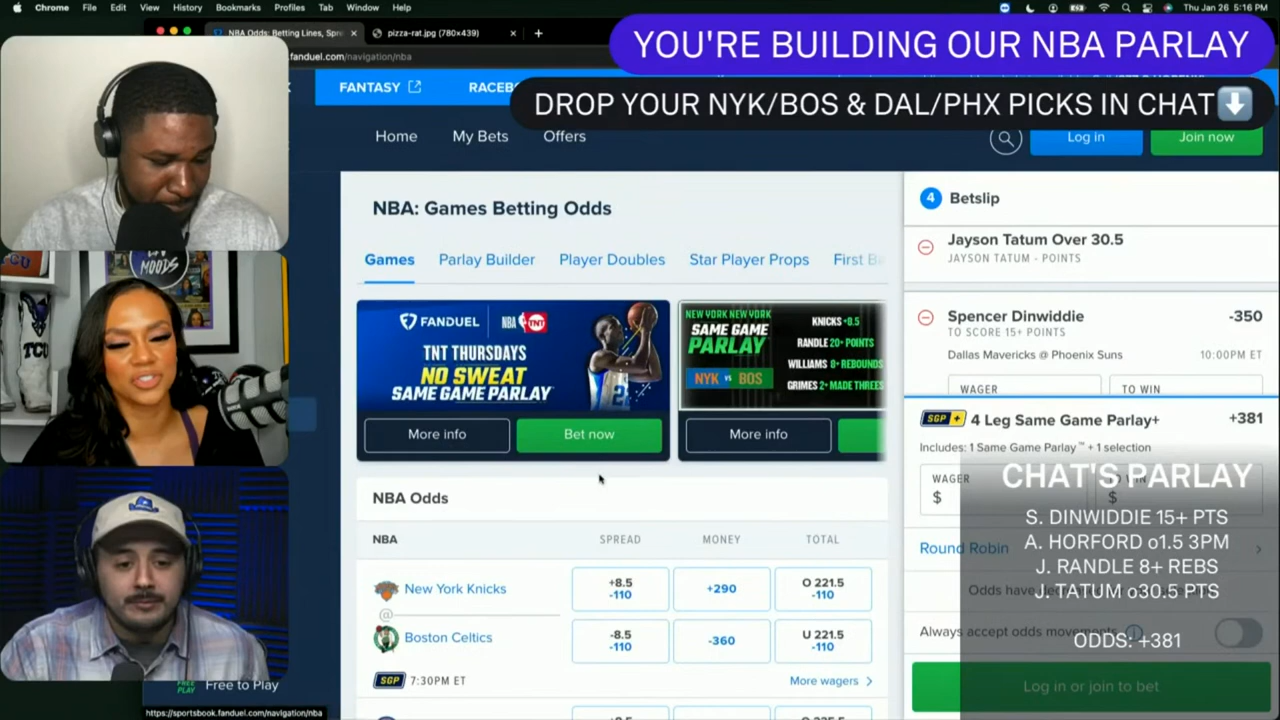 Chrome File Edit View History Bookmarks Profiles Tab Window Help
Thu Jan 26 5:16 PM
NBA Odds: Betting Lines, Spre
pizza-rat.jpg (780×439)
.fanduel.com/navigation/nba
YOU'RE BUILDING OUR NBA PARLAY
DROP YOUR NYK/BOS & DAL/PHX PICKS IN CHAT
FANTASY
Home My Bets Offers
Log in
Join now
NBA: Games Betting Odds
Games Parlay Builder Player Doubles Star Player Props First
FANDUEL NBA TNT
TNT THURSDAYS
NO SWEAT
SAME GAME PARLAY
More info
Bet now
NEW YORK NEW YORK
SAME GAME
PARLAY
NYK vs BOS
KNICKS +8.5
RANDLE 20+ POINTS
WILLIAMS 8+ REBOUNDS
GRIMES 2+ MADE THREES
More info
NBA Odds
NBA SPREAD MONEY TOTAL
New York Knicks +8.5 -110 +290 O 221.5 -110
@
Boston Celtics -8.5 -110 -360 U 221.5 -110
SGP 7:30PM ET More wagers
4 Betslip
Jayson Tatum Over 30.5
JAYSON TATUM - POINTS
Spencer Dinwiddie -350
TO SCORE 15+ POINTS
Dallas Mavericks @ Phoenix Suns 10:00PM ET
WAGER TO WIN
SGP+ 4 Leg Same Game Parlay+ +381
Includes: 1 Same Game Parlay™ + 1 selection
WAGER
$ $
Round Robin
Always accept odds movements
Log in or join to bet
CHAT'S PARLAY
S. DINWIDDIE 15+ PTS
A. HORFORD o1.5 3PM
J. RANDLE 8+ REBS
J. TATUM o30.5 PTS
ODDS: +381
MOODS
TCU
Free to Play
https://sportsbook.fanduel.com/navigation/nba